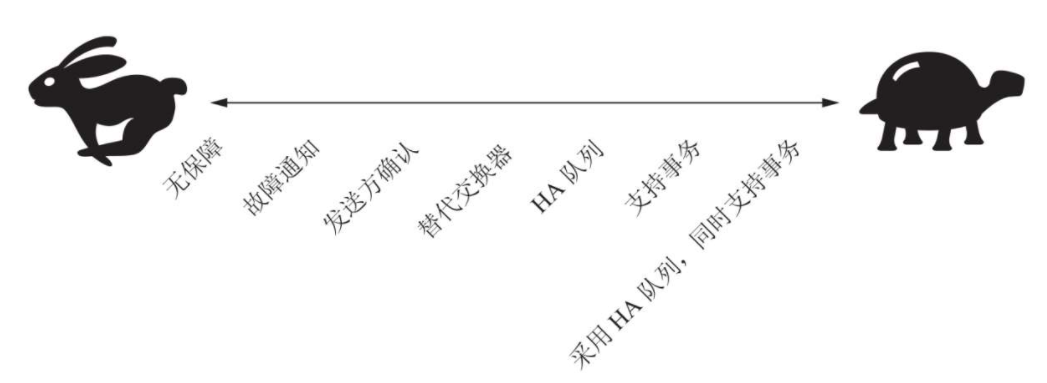 无保障
故障通知
发送方确认
替代交换器
HA 队列
支持事务
采用 HA 队列，同时支持事务